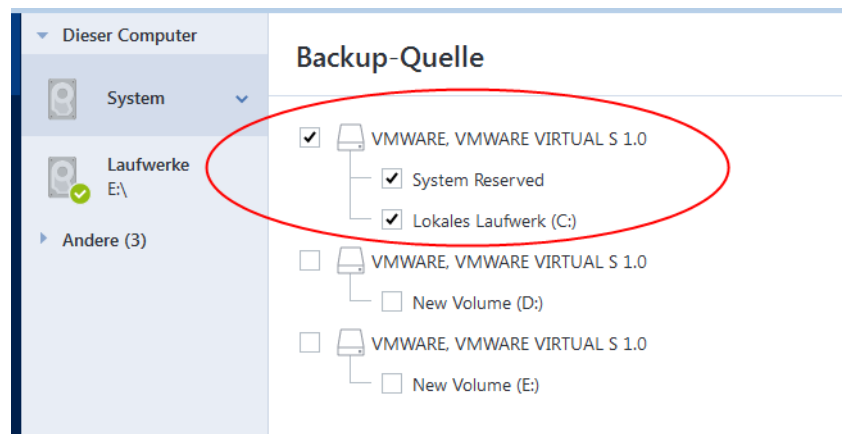 Dieser Computer
System
Laufwerke
E:\
Andere (3)
Backup-Quelle
VMWARE, VMWARE VIRTUAL S 1.0
System Reserved
Lokales Laufwerk (C:)
VMWARE, VMWARE VIRTUAL S 1.0
New Volume (D:)
VMWARE, VMWARE VIRTUAL S 1.0
New Volume (E:)